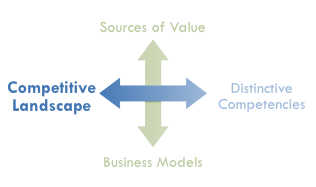 Sources of Value
Competitive
Landscape
Distinctive
Competencies
Business Models